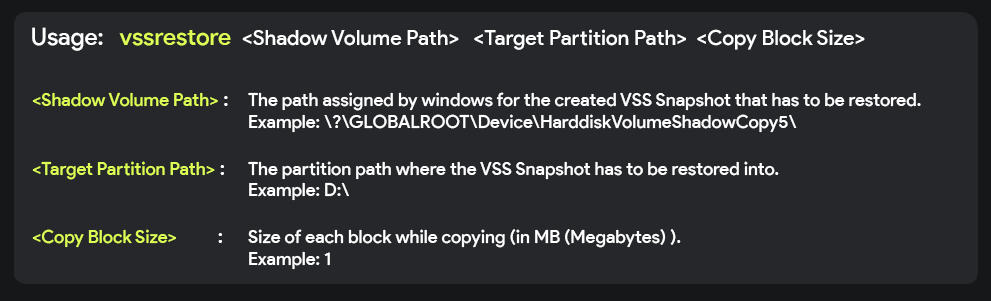 Usage: vssrestore <Shadow Volume Path> <Target Partition Path> <Copy Block Size>
<Shadow Volume Path> : The path assigned by windows for the created VSS Snapshot that has to be restored.
Example: \?\GLOBALROOT\Device\HarddiskVolumeShadowCopy5\
<Target Partition Path> : The partition path where the VSS Snapshot has to be restored into.
Example: D:\
<Copy Block Size> : Size of each block while copying (in MB (Megabytes) ).
Example: 1